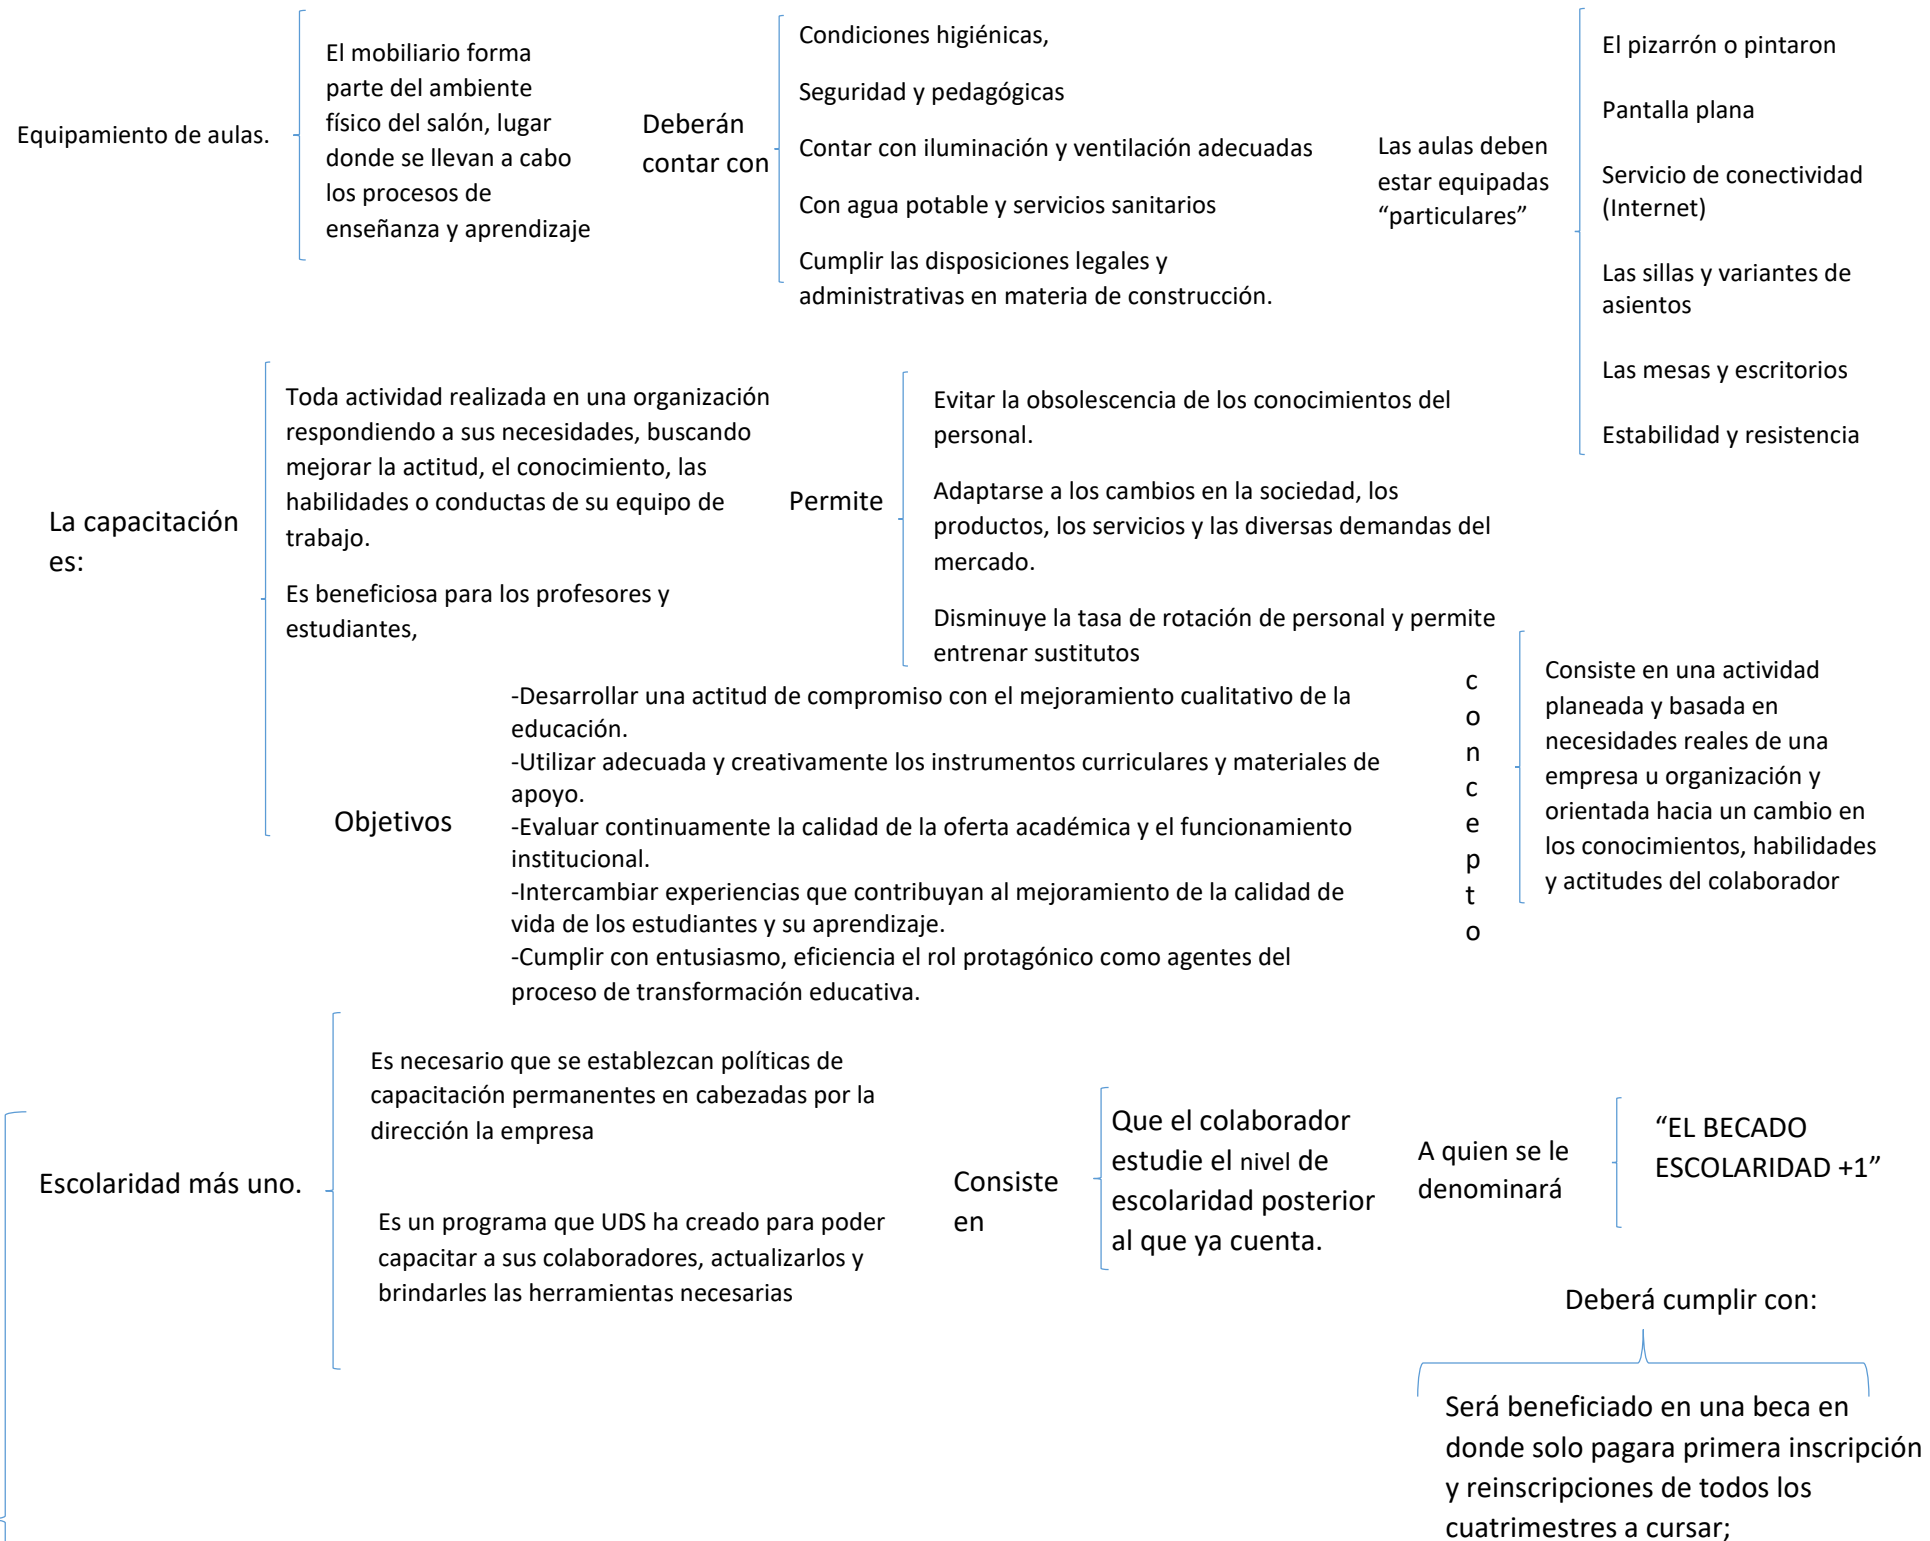 Equipamiento de aulas.
El mobiliario forma
parte del ambiente
físico del salón, lugar
donde se llevan a cabo
los procesos de
enseñanza y aprendizaje
Deberán
contar con
Condiciones higiénicas,
Seguridad y pedagógicas
Contar con iluminación y ventilación adecuadas
Con agua potable y servicios sanitarios
Cumplir las disposiciones legales y
administrativas en materia de construcción.
Las aulas deben
estar equipadas
“particulares”
El pizarrón o pintaron
Pantalla plana
Servicio de conectividad
(Internet)
Las sillas y variantes de
asientos
Las mesas y escritorios
Estabilidad y resistencia
La capacitación
es:
Toda actividad realizada en una organización
respondiendo a sus necesidades, buscando
mejorar la actitud, el conocimiento, las
habilidades o conductas de su equipo de
trabajo.
Es beneficiosa para los profesores y
estudiantes,
Permite
Evitar la obsolescencia de los conocimientos del
personal.
Adaptarse a los cambios en la sociedad, los
productos, los servicios y las diversas demandas del
mercado.
Disminuye la tasa de rotación de personal y permite
entrenar sustitutos
Objetivos
-Desarrollar una actitud de compromiso con el mejoramiento cualitativo de la
educación.
-Utilizar adecuada y creativamente los instrumentos curriculares y materiales de
apoyo.
-Evaluar continuamente la calidad de la oferta académica y el funcionamiento
institucional.
-Intercambiar experiencias que contribuyan al mejoramiento de la calidad de
vida de los estudiantes y su aprendizaje.
-Cumplir con entusiasmo, eficiencia el rol protagónico como agentes del
proceso de transformación educativa.
c
o
n
c
e
p
t
o
Consiste en una actividad
planeada y basada en
necesidades reales de una
empresa u organización y
orientada hacia un cambio en
los conocimientos, habilidades
y actitudes del colaborador
Escolaridad más uno.
Es necesario que se establezcan políticas de
capacitación permanentes en cabezadas por la
dirección la empresa
Es un programa que UDS ha creado para poder
capacitar a sus colaboradores, actualizarlos y
brindarles las herramientas necesarias
Consiste
en
Que el colaborador
estudie el nivel de
escolaridad posterior
al que ya cuenta.
A quien se le
denominará
“EL BECADO
ESCOLARIDAD +1”
Deberá cumplir con:
Será beneficiado en una beca en
donde solo pagara primera inscripción
y reinscripciones de todos los
cuatrimestres a cursar;